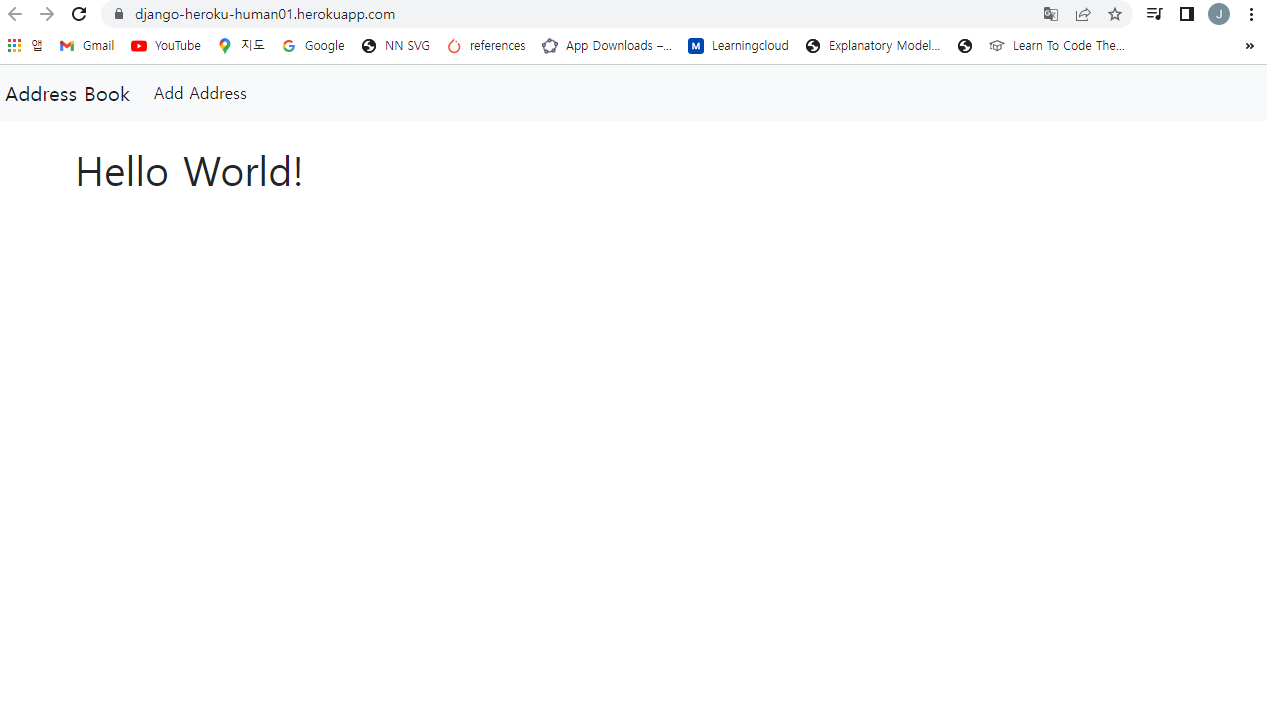 django-heroku-human01.herokuapp.com
J
앱 Gmail YouTube 지도 Google NN SVG references App Downloads –... M Learningcloud Explanatory Model... Learn To Code The... »
Address Book Add Address
Hello World!